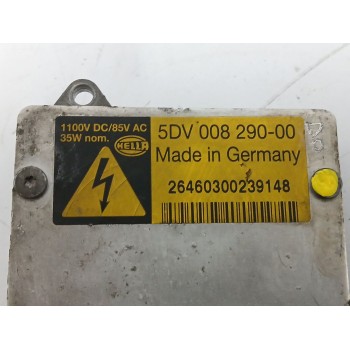 1100V DC/85V AC
35W nom.
HELLA
5DV 008 290-00
Made in Germany
26460300239148